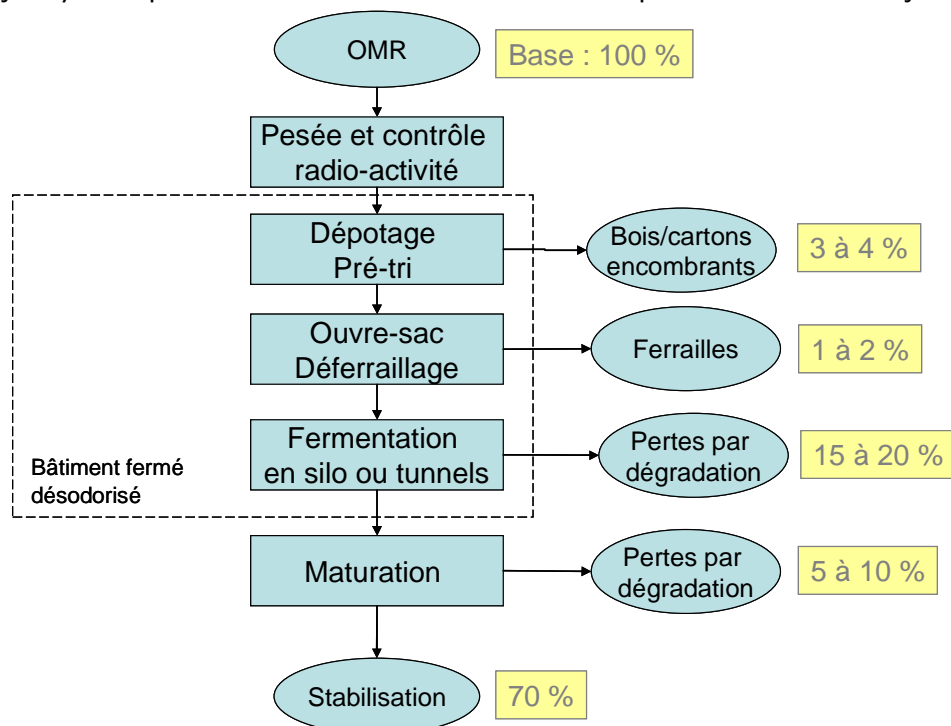 OMR
Base : 100 %
Pesée et contrôle
radio-activité
Dépotage
Pré-tri
Bois/cartons
encombrants
3 à 4 %
Ouvre-sac
Déferraillage
Ferrailles
1 à 2 %
Fermentation
en silo ou tunnels
Pertes par
dégradation
15 à 20 %
Bâtiment fermé
désodorisé
Maturation
Pertes par
dégradation
5 à 10 %
Stabilisation
70 %